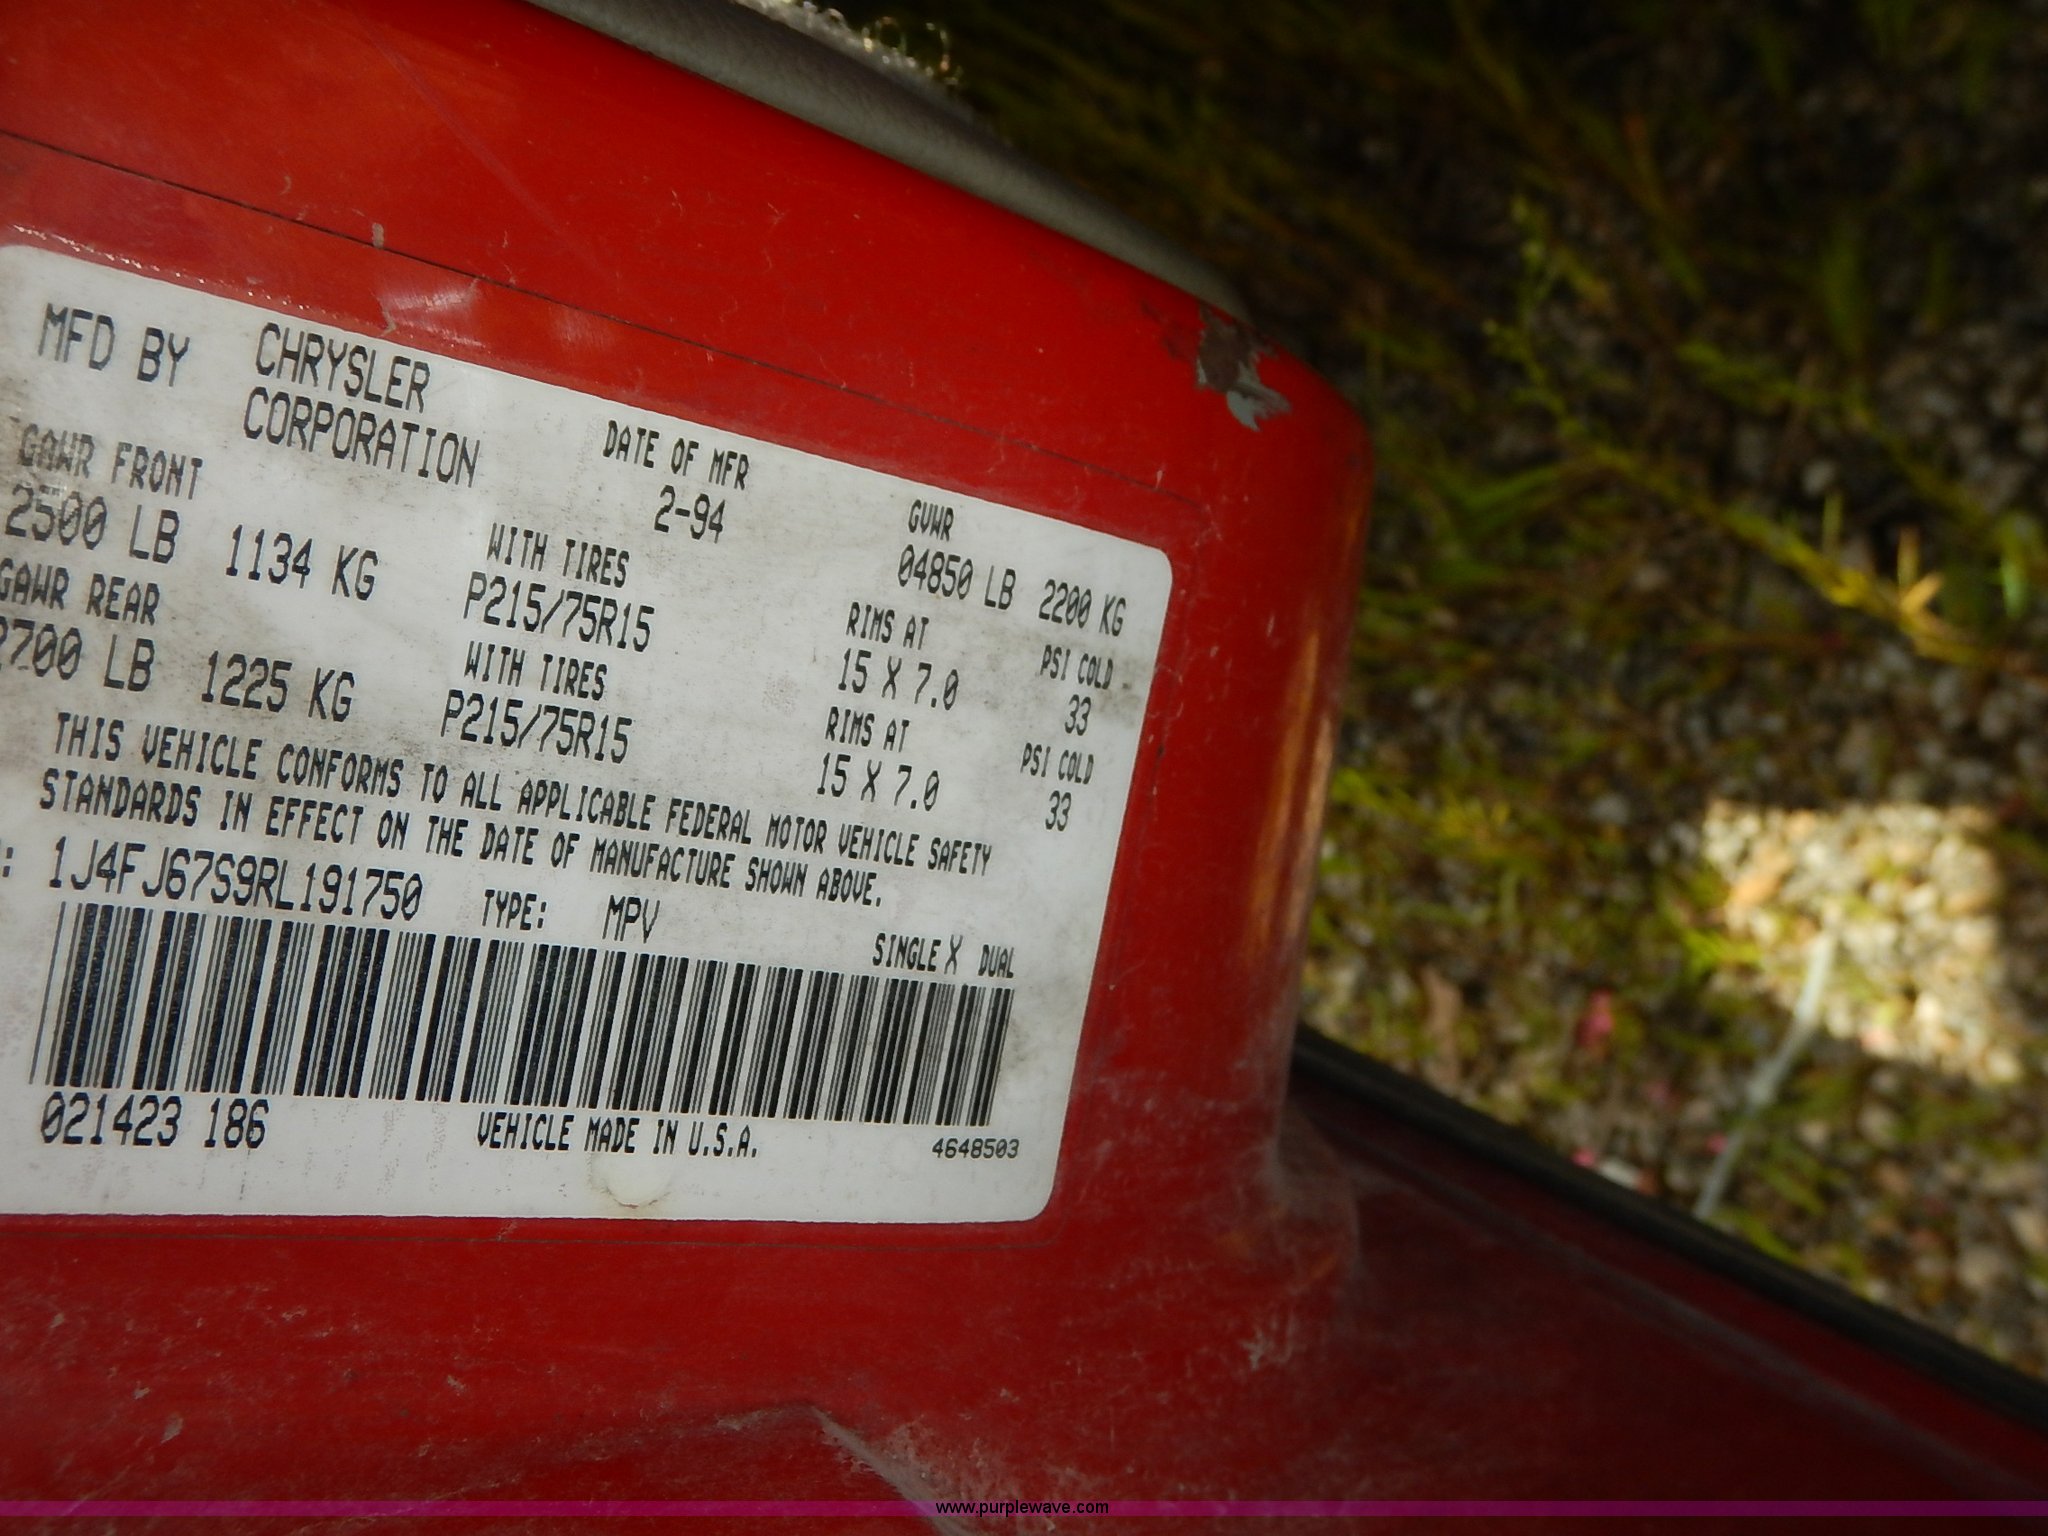 MFD BY CHRYSLER CORPORATION
DATE OF MFR 2-94
GVWR 04850 LB 2200 KG
GAWR FRONT 2500 LB 1134 KG
WITH TIRES P215/75R15
RIMS AT 15 X 7.0
PSI COLD 33
GAWR REAR 2700 LB 1225 KG
WITH TIRES P215/75R15
RIMS AT 15 X 7.0
PSI COLD 33
THIS VEHICLE CONFORMS TO ALL APPLICABLE FEDERAL MOTOR VEHICLE SAFETY
STANDARDS IN EFFECT ON THE DATE OF MANUFACTURE SHOWN ABOVE.
: 1J4FJ67S9RL191750 TYPE: MPV
SINGLE X DUAL
021423 186 VEHICLE MADE IN U.S.A. 4648503
www.purplewave.com